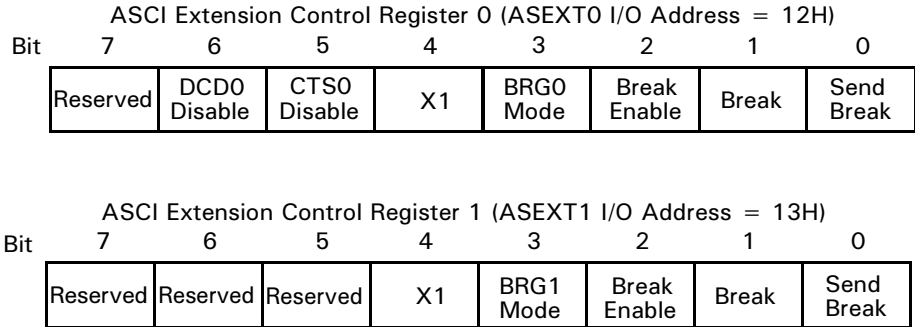 ASCI Extension Control Register 0 (ASEXT0 I/O Address = 12H)
Bit 7 6 5 4 3 2 1 0
Reserved DCD0 Disable CTS0 Disable X1 BRG0 Mode Break Enable Break Send Break
ASCI Extension Control Register 1 (ASEXT1 I/O Address = 13H)
Bit 7 6 5 4 3 2 1 0
Reserved Reserved Reserved X1 BRG1 Mode Break Enable Break Send Break